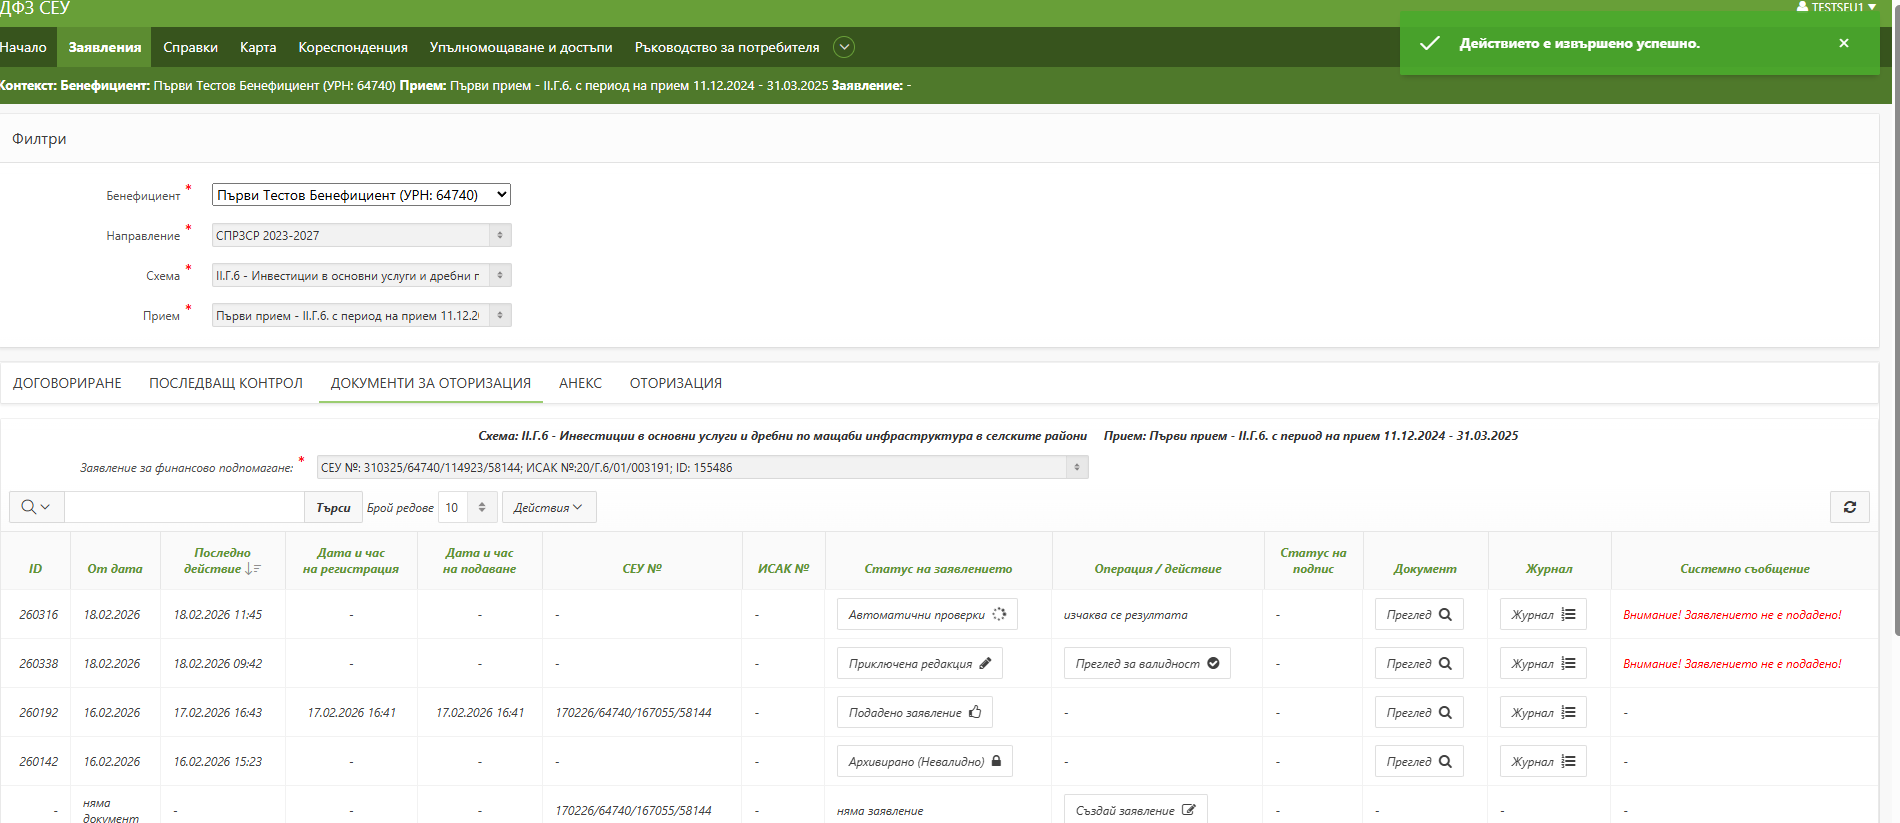 ДФЗ СЕУ
TESTSEU1
Начало Заявления Справки Карта Кореспонденция Упълномощаване и достъпи Ръководство за потребителя
Действието е извършено успешно.
Контекст: Бенефициент: Първи Тестов Бенефициент (УРН: 64740) Прием: Първи прием - II.Г.6. с период на прием 11.12.2024 - 31.03.2025 Заявление: -
Филтри
Бенефициент * Първи Тестов Бенефициент (УРН: 64740)
Направление * СПРЗСР 2023-2027
Схема * II.Г.6 - Инвестиции в основни услуги и дребни г
Прием * Първи прием - II.Г.6. с период на прием 11.12.2
ДОГОВОРИРАНЕ ПОСЛЕДВАЩ КОНТРОЛ ДОКУМЕНТИ ЗА ОТОРИЗАЦИЯ АНЕКС ОТОРИЗАЦИЯ
Схема: II.Г.6 - Инвестиции в основни услуги и дребни по мащаби инфраструктура в селските райони Прием: Първи прием - II.Г.6. с период на прием 11.12.2024 - 31.03.2025
Заявление за финансово подпомагане: * СЕУ №: 310325/64740/114923/58144; ИСАК №:20/Г.6/01/003191; ID: 155486
Търси Брой редове 10 Действия
ID От дата Последно действие Дата и час на регистрация Дата и час на подаване СЕУ № ИСАК № Статус на заявлението Операция / действие Статус на подпис Документ Журнал Системно съобщение
260316 18.02.2026 18.02.2026 11:45 - - - - Автоматични проверки изчаква се резултата - Преглед Журнал Внимание! Заявлението не е подадено!
260338 18.02.2026 18.02.2026 09:42 - - - - Приключена редакция Преглед за валидност - Преглед Журнал Внимание! Заявлението не е подадено!
260192 16.02.2026 17.02.2026 16:43 17.02.2026 16:41 17.02.2026 16:41 170226/64740/167055/58144 - Подадено заявление - - Преглед Журнал -
260142 16.02.2026 16.02.2026 15:23 - - - - Архивирано (Невалидно) - - Преглед Журнал -
- няма документ - - - 170226/64740/167055/58144 - няма заявление Създай заявление - - - -